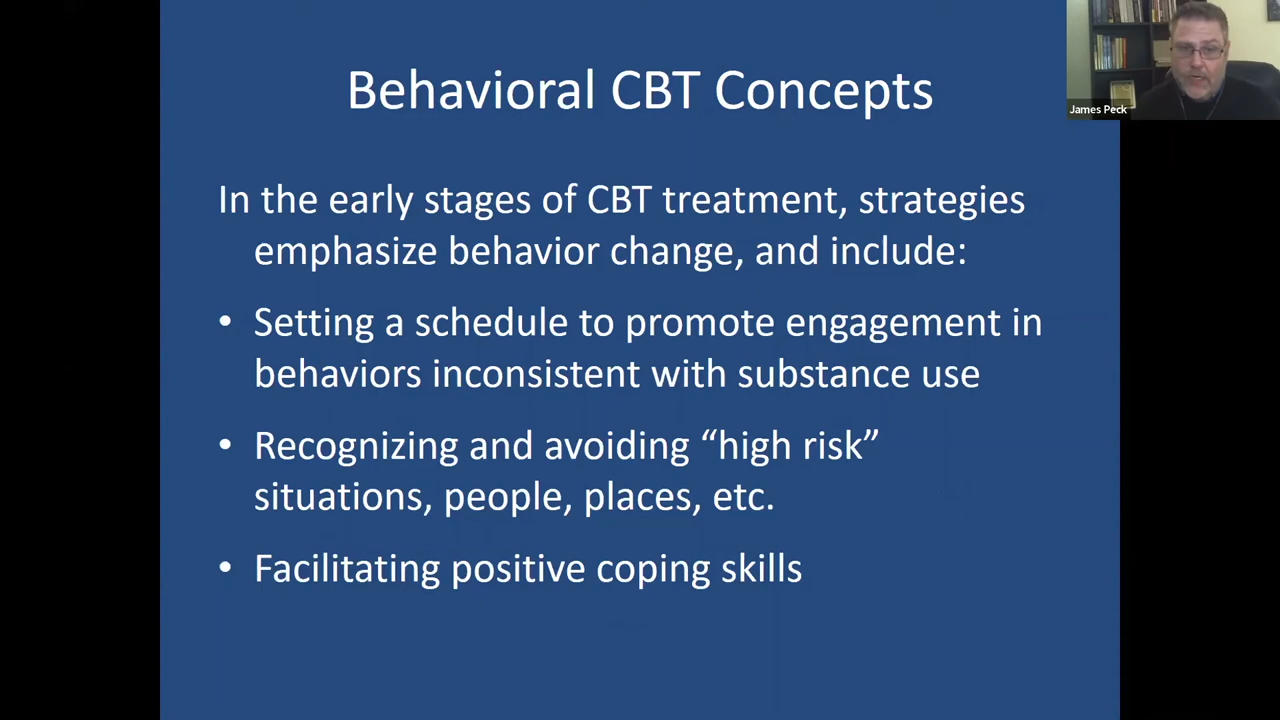 Behavioral CBT Concepts
James Peck
In the early stages of CBT treatment, strategies
emphasize behavior change, and include:
• Setting a schedule to promote engagement in
behaviors inconsistent with substance use
• Recognizing and avoiding “high risk”
situations, people, places, etc.
• Facilitating positive coping skills